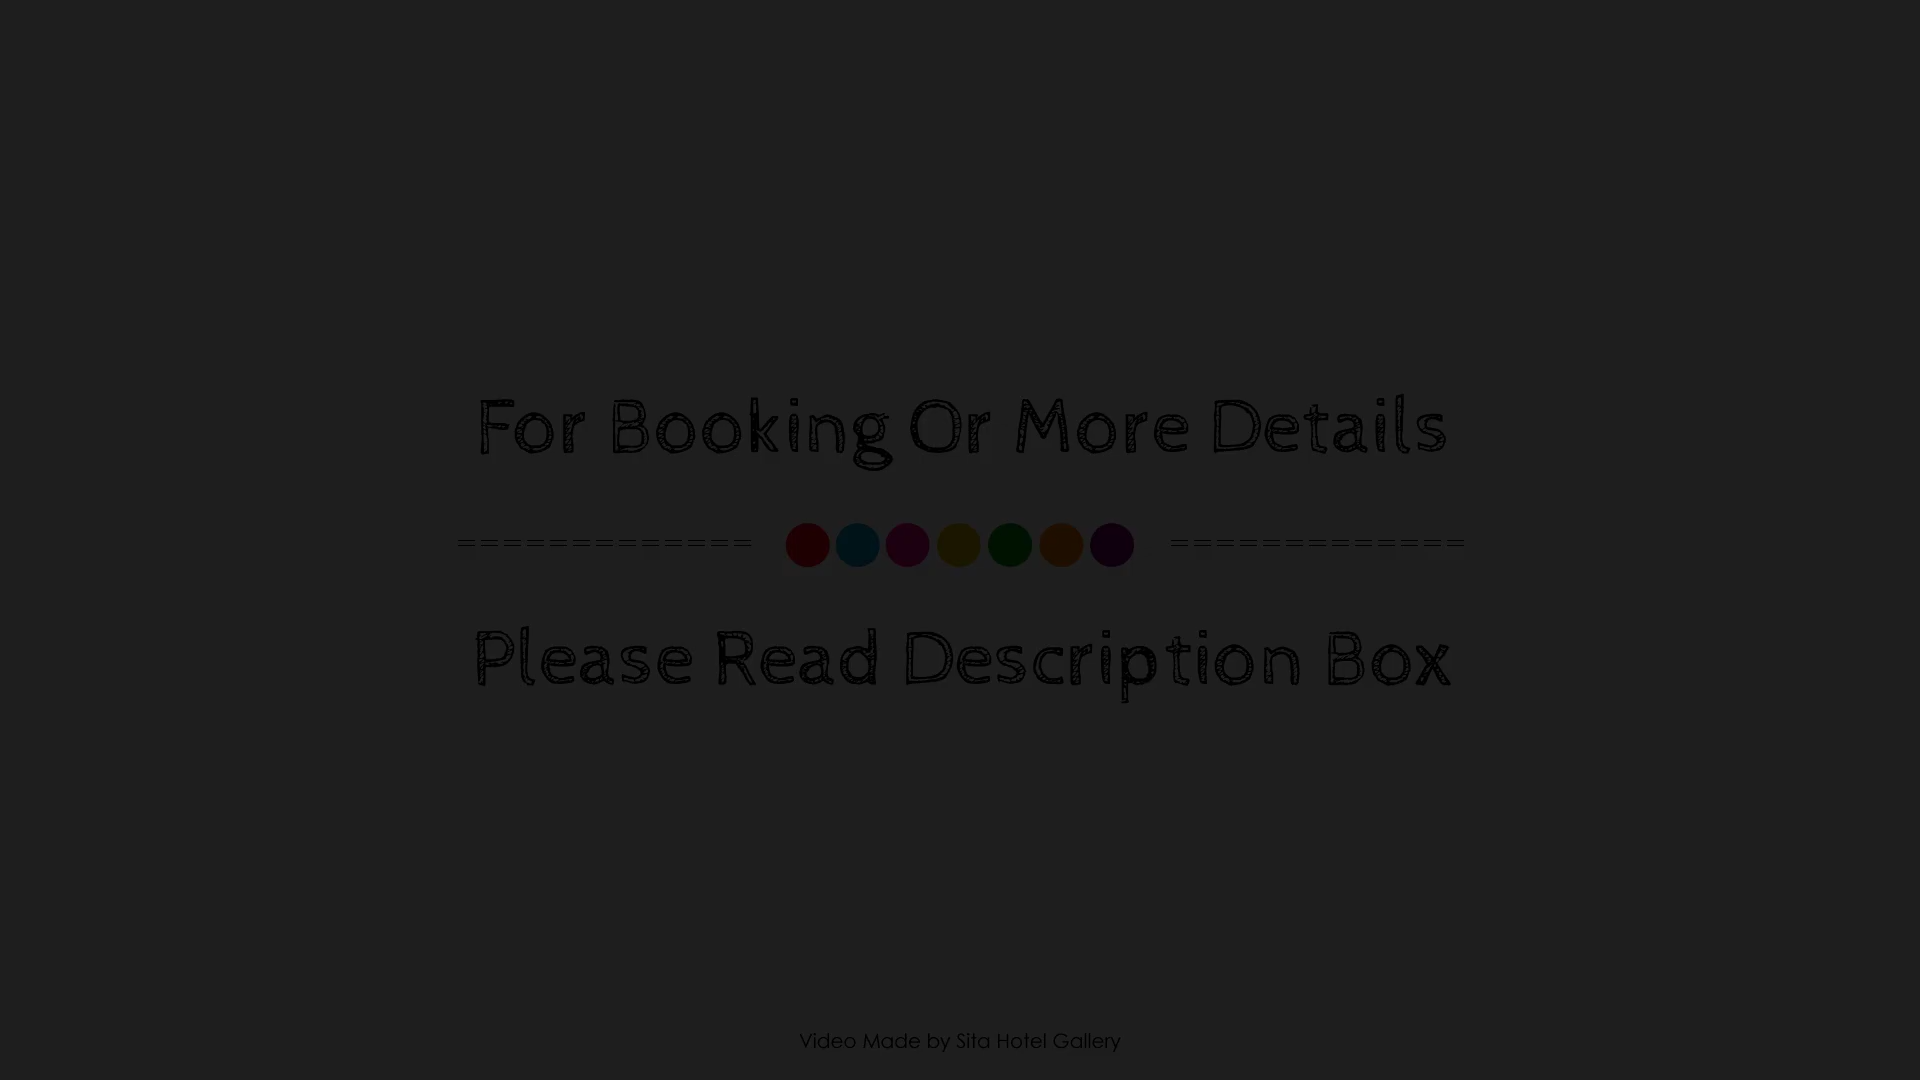 For Booking Or More Details
============= =============
Please Read Description Box
Video Made by Sita Hotel Gallery